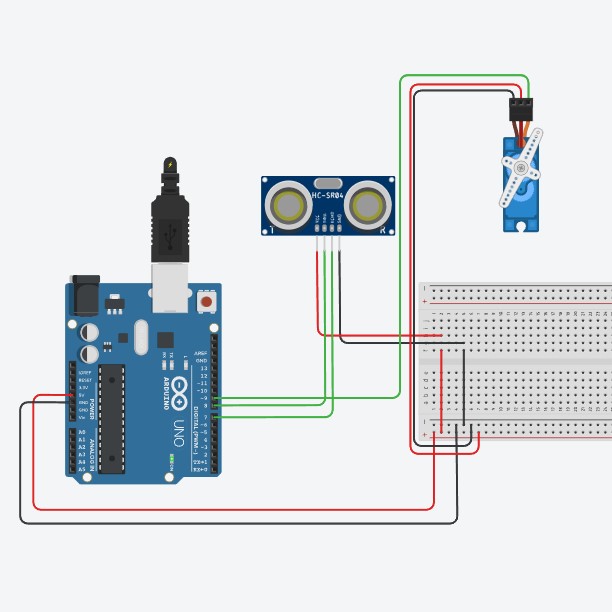 HC-SR04
T
R
VCC
TRIG
ECHO
GND
AREF
GND
13
12
~11
~10
~9
8
7
~6
~5
4
~3
2
TX→1
RX←0
IOREF
RESET
3.3V
5V
GND
GND
Vin
POWER
A0
A1
A2
A3
A4
A5
ANALOG IN
DIGITAL (PWM~)
ARDUINO
UNO
TX
RX
L
ON